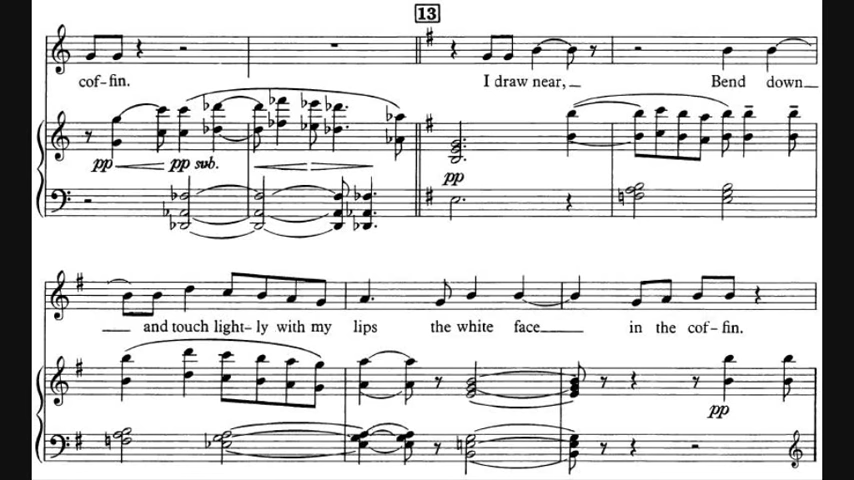 13
cof-fin. I draw near, Bend down
pp pp sub. pp
and touch light-ly with my lips the white face in the cof-fin.
pp